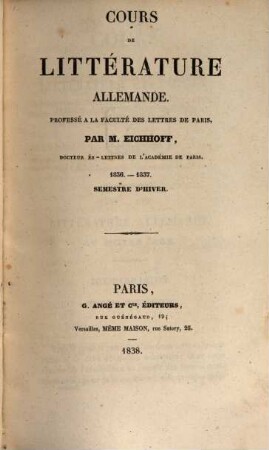 COURS
DE
LITTÉRATURE
ALLEMANDE.
PROFESSÉ A LA FACULTÉ DES LETTRES DE PARIS,
PAR M. EICHHOFF,
DOCTEUR ÈS-LETTRES DE L'ACADÉMIE DE PARIS.
1836. — 1837.
SEMESTRE D'HIVER.
PARIS,
G. ANGÉ ET Cie, ÉDITEURS,
RUE GUÉNÉGAUD, 19;
Versailles, MÊME MAISON, rue Satory, 28.
1838.